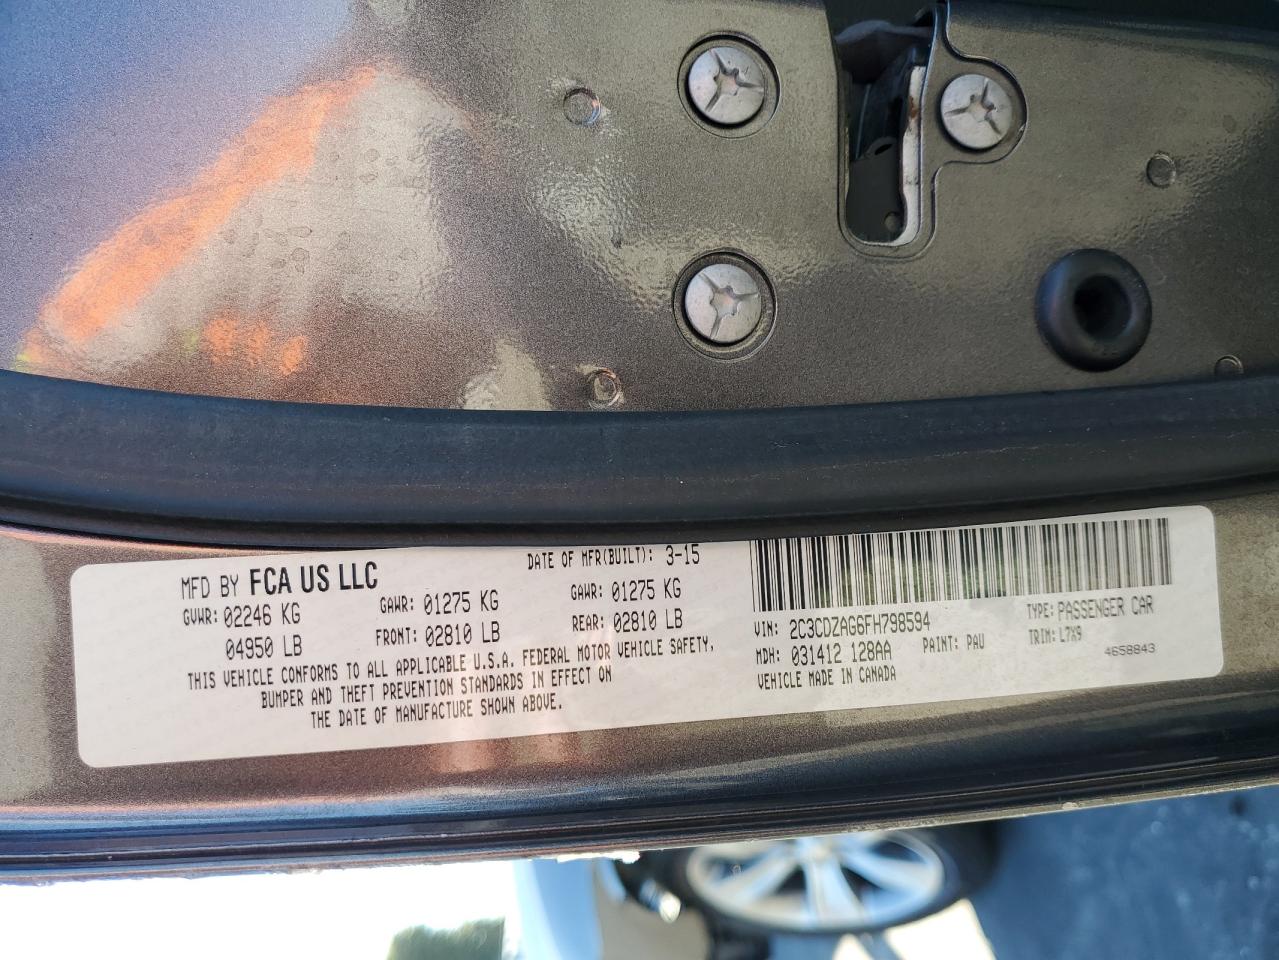 MFD BY FCA US LLC
DATE OF MFR(BUILT): 3-15
GVWR: 02246 KG GAWR: 01275 KG GAWR: 01275 KG
04950 LB FRONT: 02810 LB REAR: 02810 LB
THIS VEHICLE CONFORMS TO ALL APPLICABLE U.S.A. FEDERAL MOTOR VEHICLE SAFETY,
BUMPER AND THEFT PREVENTION STANDARDS IN EFFECT ON
THE DATE OF MANUFACTURE SHOWN ABOVE.
VIN: 2C3CDZAG6FH798594 TYPE: PASSENGER CAR
MDH: 031412 128AA PAINT: PAU TRIM: L7X9
VEHICLE MADE IN CANADA 4658843